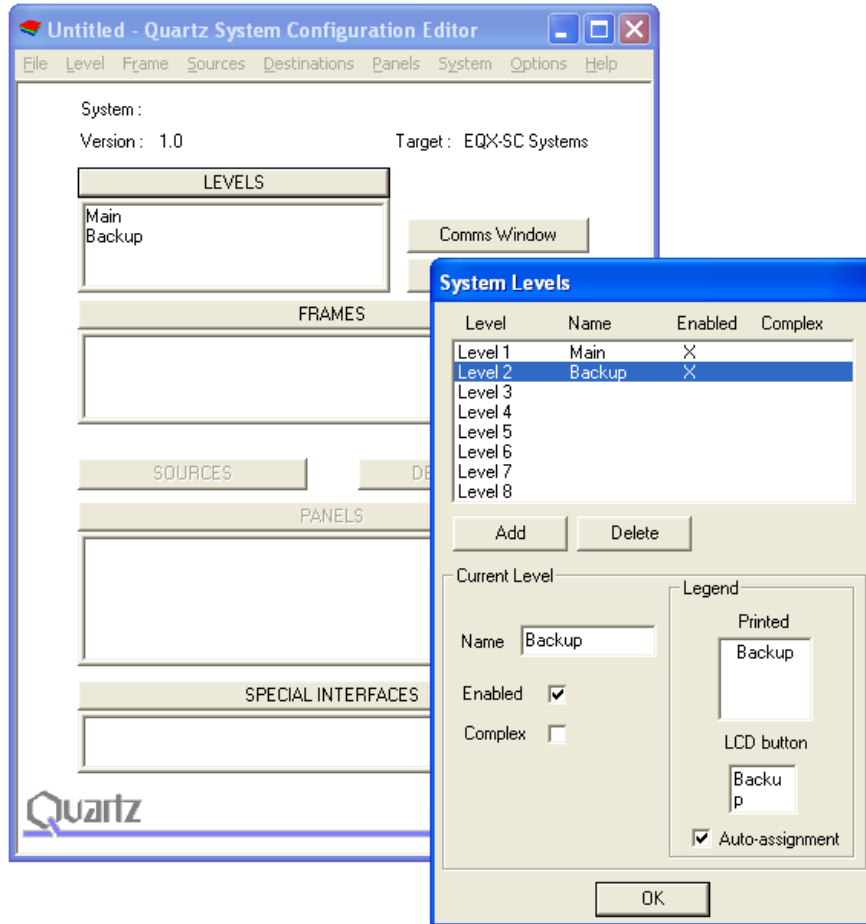 Untitled - Quartz System Configuration Editor
File Level Frame Sources Destinations Panels System Options Help
System :
Version : 1.0 Target : EQX-SC Systems
LEVELS
Main
Backup
Comms Window
FRAMES
SOURCES
PANELS
SPECIAL INTERFACES
Quartz
System Levels
Level Name Enabled Complex
Level 1 Main X
Level 2 Backup X
Level 3
Level 4
Level 5
Level 6
Level 7
Level 8
Add Delete
Current Level
Name Backup
Enabled
Complex
Legend
Printed
Backup
LCD button
Backu
p
Auto-assignment
OK